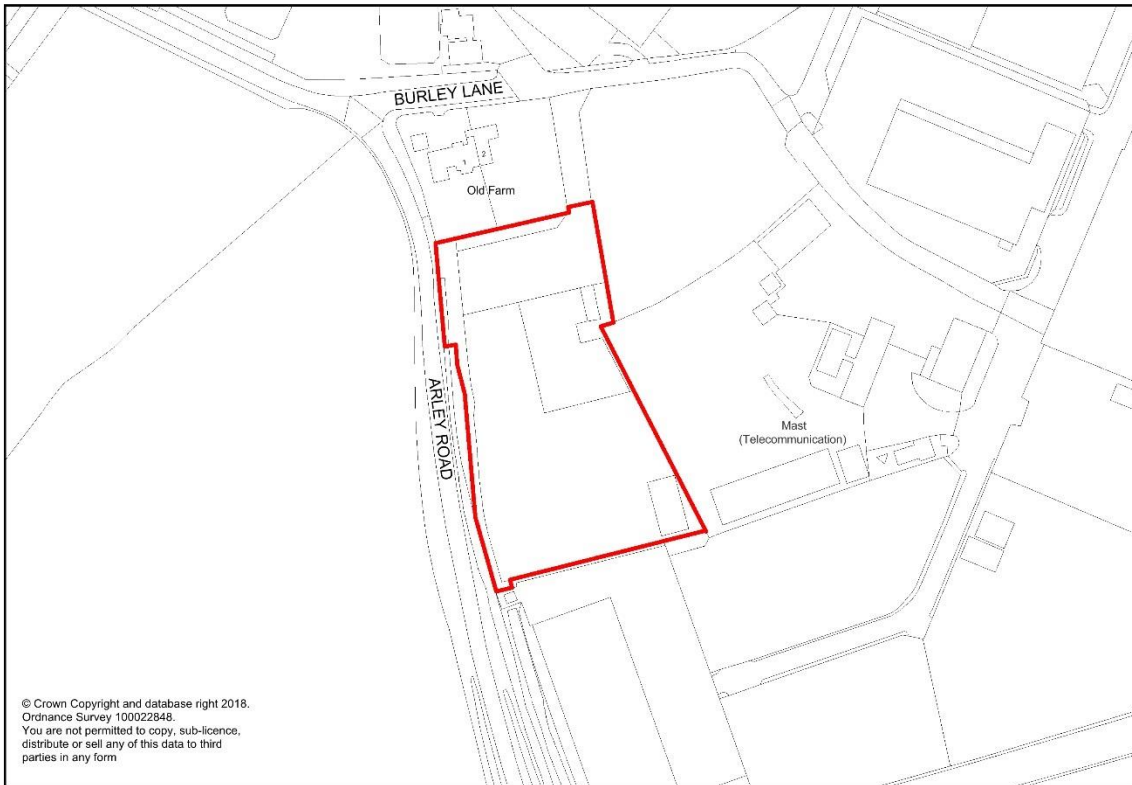 BURLEY LANE
1
2
Old Farm
ARLEY ROAD
Mast
(Telecommunication)
© Crown Copyright and database right 2018.
Ordnance Survey 100022848.
You are not permitted to copy, sub-licence,
distribute or sell any of this data to third
parties in any form